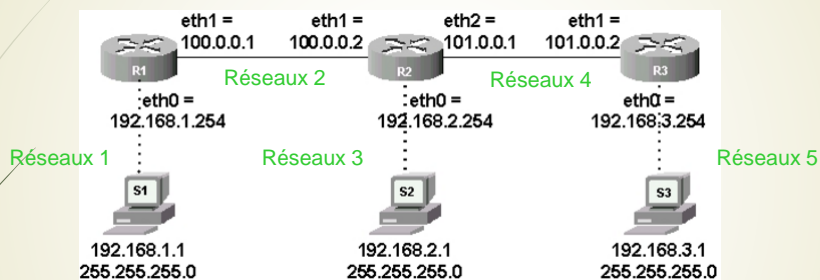 eth1 =
100.0.0.1
eth1 =
100.0.0.2
eth2 =
101.0.0.1
eth1 =
101.0.0.2
R1
R2
R3
Réseaux 2
Réseaux 4
eth0 =
192.168.1.254
eth0 =
192.168.2.254
eth0 =
192.168.3.254
Réseaux 1
Réseaux 3
Réseaux 5
S1
S2
S3
192.168.1.1
255.255.255.0
192.168.2.1
255.255.255.0
192.168.3.1
255.255.255.0